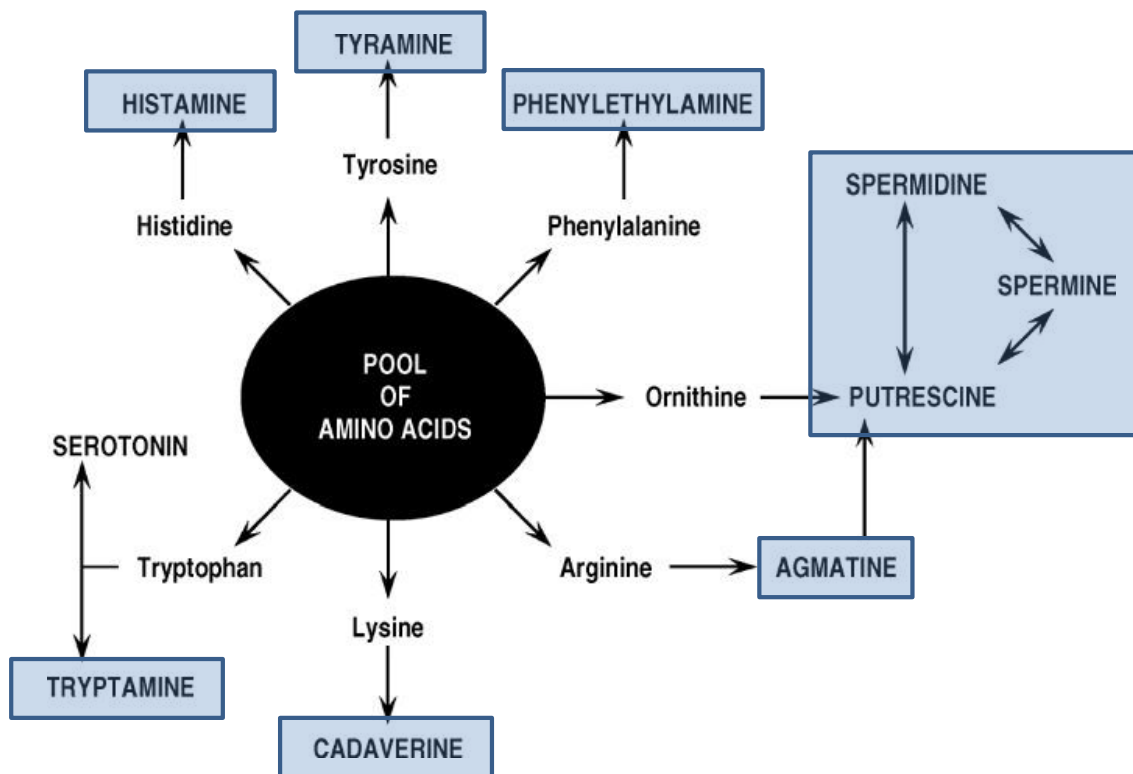 TYRAMINE
HISTAMINE
PHENYLETHYLAMINE
Tyrosine
SPERMIDINE
Histidine
Phenylalanine
SPERMINE
POOL
OF
AMINO ACIDS
Ornithine
PUTRESCINE
SEROTONIN
Tryptophan
Arginine
AGMATINE
Lysine
TRYPTAMINE
CADAVERINE